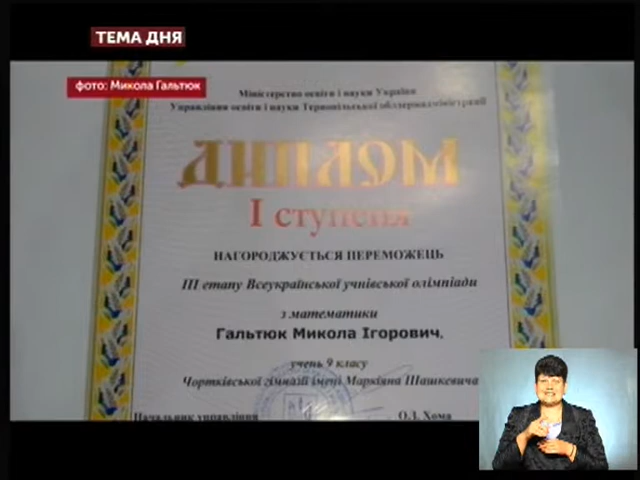 ТЕМА ДНЯ
фото: Микола Гальтюк
Міністерство освіти і науки України
Управління освіти і науки Тернопільської облдержадміністрації
ДИПЛОМ
І ступеня
НАГОРОДЖУЄТЬСЯ ПЕРЕМОЖЕЦЬ
ІІІ етапу Всеукраїнської учнівської олімпіади
з математики
Гальтюк Микола Ігорович,
учень 9 класу
Чортківської гімназії імені Маркіяна Шашкевича
Начальник управління О.З. Хома